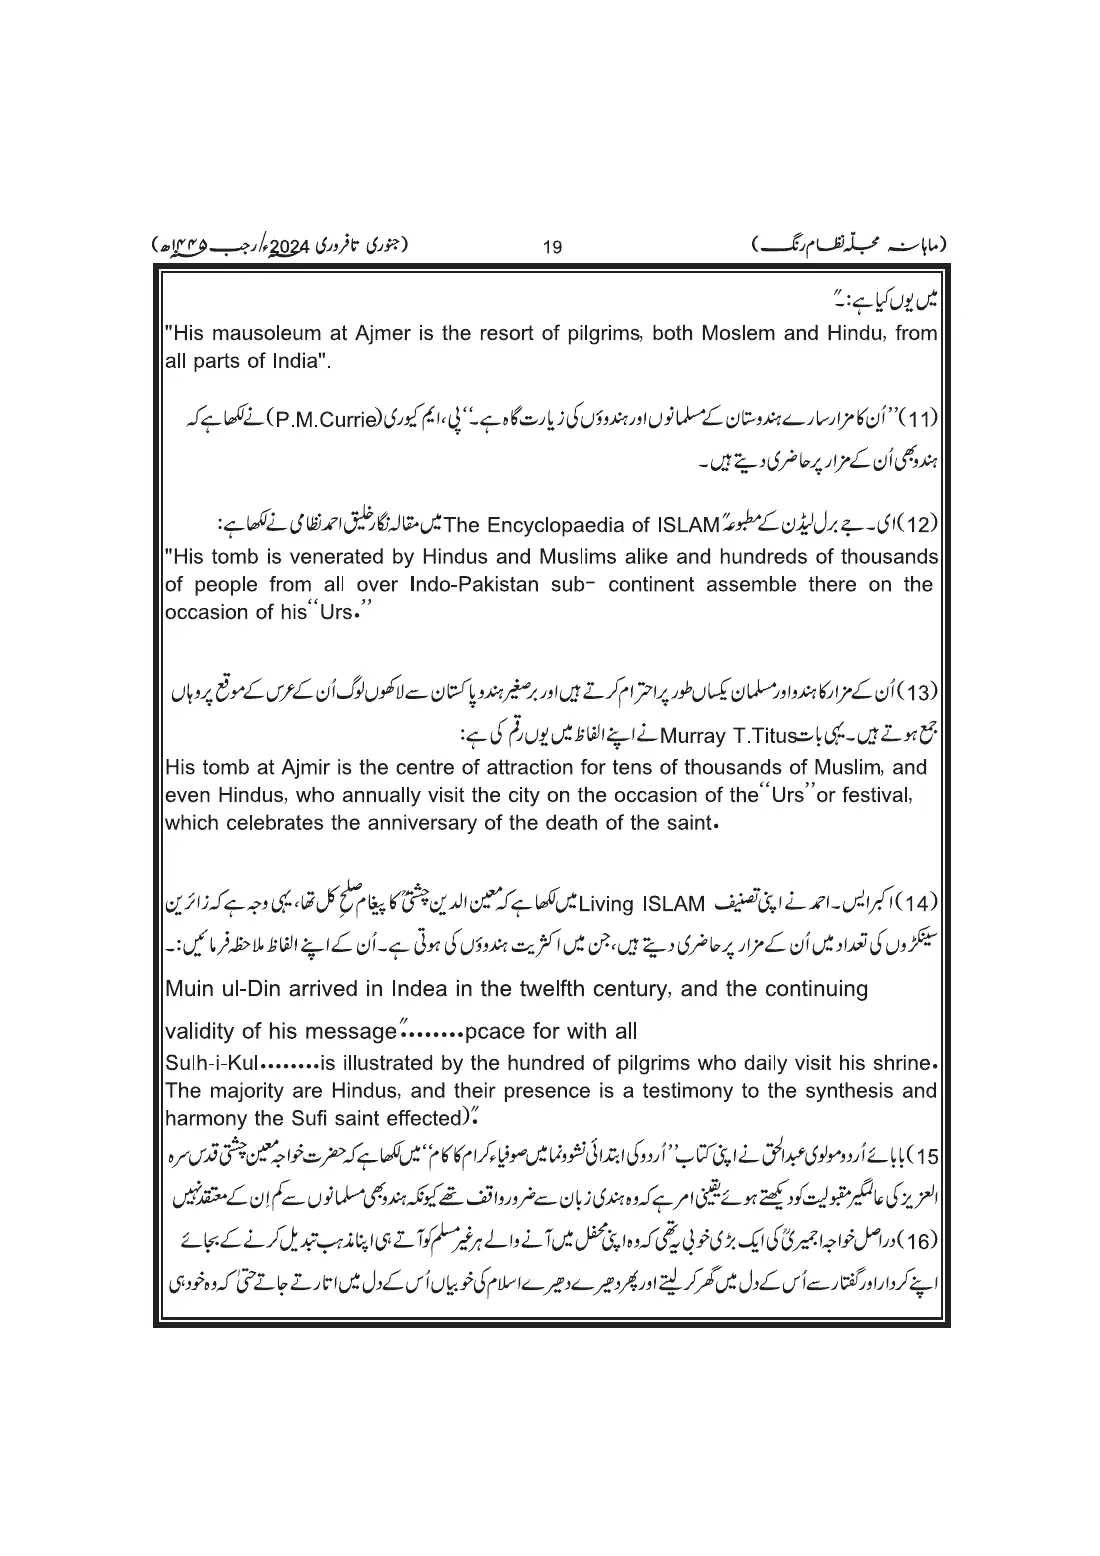 (ماہانہ مجلّہ نظام رنگ) 19 (جنوری تا فروری 2024ء/رجب ۱۴۴۵ھ)
میں یوں کیا ہے:۔"
"His mausoleum at Ajmer is the resort of pilgrims, both Moslem and Hindu, from
all parts of India".
(11)’’اُن کا مزار سارے ہندوستان کے مسلمانوں اور ہندوؤں کی زیارت گاہ ہے۔‘‘ پی، ایم کیوری (P.M.Currie) نے لکھا ہے کہ
ہندو بھی اُن کے مزار پر حاضری دیتے ہیں۔
(12) ای۔ جے برل لیڈن کے مطبوعہ "The Encyclopaedia of ISLAM میں مقالہ نگار خلیق احمد نظامی نے لکھا ہے:
"His tomb is venerated by Hindus and Muslims alike and hundreds of thousands
of people from all over Indo-Pakistan sub- continent assemble there on the
occasion of his‘‘Urs.’’
(13) اُن کے مزار کا ہندو اور مسلمان یکساں طور پر احترام کرتے ہیں اور برصغیر ہندو پاکستان سے لاکھوں لوگ اُن کے عرس کے موقع پر وہاں
جمع ہوتے ہیں۔ یہی بات Murray T.Titus نے اپنے الفاظ میں یوں رقم کی ہے:
His tomb at Ajmir is the centre of attraction for tens of thousands of Muslim, and
even Hindus, who annually visit the city on the occasion of the‘‘Urs’’or festival,
which celebrates the anniversary of the death of the saint.
(14) اکبر ایس۔ احمد نے اپنی تصنیف Living ISLAM میں لکھا ہے کہ معین الدین چشتیؒ کا پیغام صلحِ کل تھا، یہی وجہ ہے کہ زائرین
سینکڑوں کی تعداد میں اُن کے مزار پر حاضری دیتے ہیں، جن میں اکثریت ہندوؤں کی ہوتی ہے۔ اُن کے اپنے الفاظ ملاحظہ فرمائیں:۔
Muin ul-Din arrived in Indea in the twelfth century, and the continuing
validity of his message"........pcace for with all
Sulh-i-Kul........is illustrated by the hundred of pilgrims who daily visit his shrine.
The majority are Hindus, and their presence is a testimony to the synthesis and
harmony the Sufi saint effected)".
15) بابائے اُردو مولوی عبدالحق نے اپنی کتاب ’’اُردو کی ابتدائی نشوونما میں صوفیاء کرام کا کام‘‘ میں لکھا ہے کہ حضرت خواجہ معین چشتی قدس سرہ
العزیز کی عالمگیر مقبولیت کو دیکھتے ہوئے یقینی امر ہے کہ وہ ہندی زبان سے ضرور واقف تھے کیونکہ ہندو بھی مسلمانوں سے کم اِن کے معتقد نہیں
(16) دراصل خواجہ اجمیریؒ کی ایک بڑی خوبی یہ تھی کہ وہ اپنی محفل میں آنے والے ہر غیر مسلم کو آتے ہی اپنا مذہب تبدیل کرنے کے بجائے
اپنے کردار اور گفتار سے اُس کے دل میں گھر کر لیتے اور پھر دھیرے دھیرے اسلام کی خوبیاں اُس کے دل میں اتارتے جاتے حتیٰ کہ وہ خود ہی